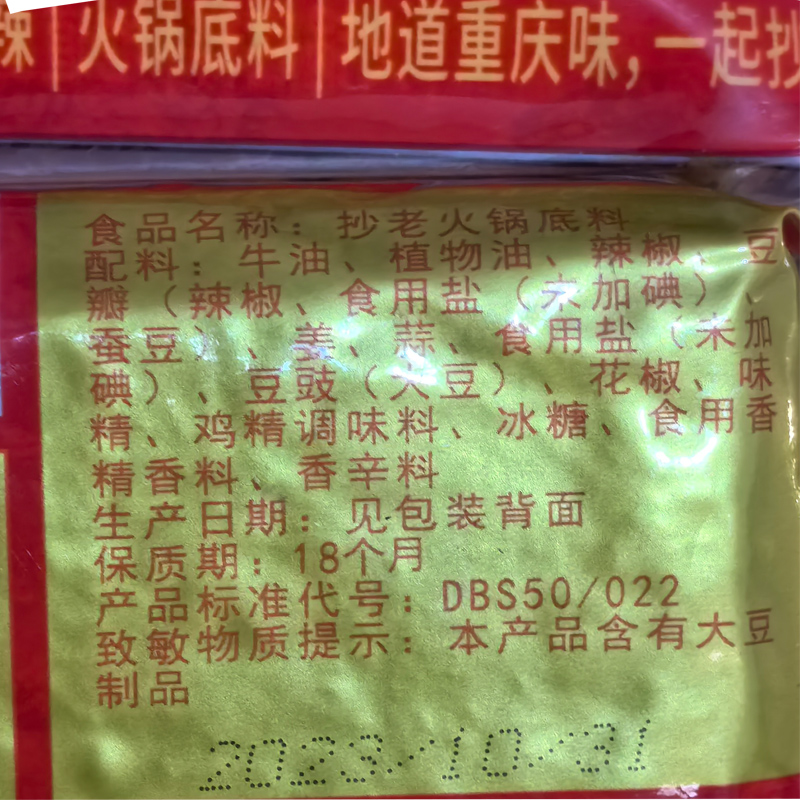 辣 火锅底料 地道重庆味，一起抄
食品名称：抄老火锅底料
配料：牛油、植物油、辣椒、豆
瓣（辣椒、食用盐（未加碘）、
蚕豆）、姜、蒜、食用盐（未加
碘）、豆豉（大豆）、花椒、味
精、鸡精调味料、冰糖、食用香
精香料、香辛料
生产日期：见包装背面
保质期：18个月
产品标准代号：DBS50/022
致敏物质提示：本产品含有大豆
制品
2023/10/31